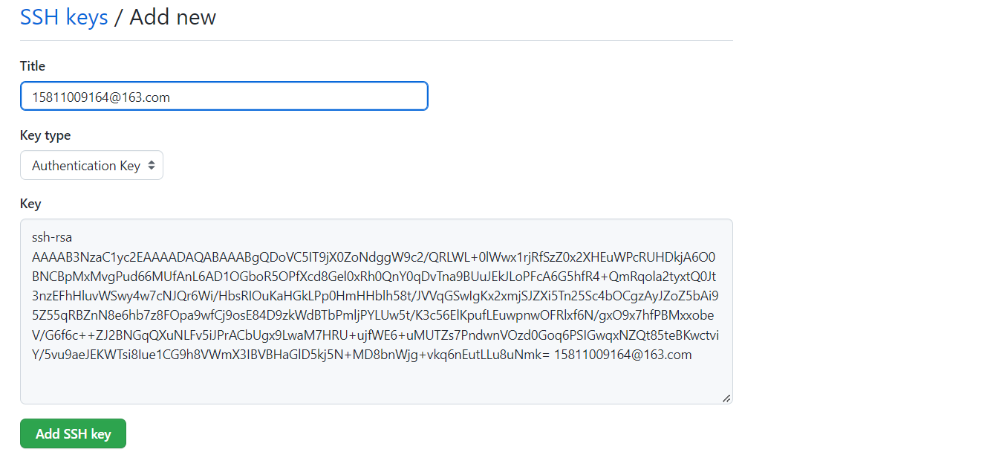 SSH keys / Add new
Title
15811009164@163.com
Key type
Authentication Key
Key
ssh-rsa
AAAAB3NzaC1yc2EAAAADAQABAAABgQDoVC5IT9jX0ZoNdggW9c2/QRLWL+0lWwx1rjRfSzZ0x2XHEuWPcRUHDkjA6O0
BNCBpMxMvgPud66MUfAnL6AD1OGboR5OPfXcd8Gel0xRh0QnY0qDvTna9BUuJEkJLoPFcA6G5hfR4+QmRqola2tyxtQ0Jt
3nzEFhHluvWSwy4w7cNJQr6Wi/HbsRIOuKaHGkLPp0HmHHblh58t/JVVqGSwIgKx2xmjSJZXi5Tn25Sc4bOCgzAyJZoZ5bAi9
5Z55qRBZnN8e6hb7z8FOpa9wfCj9osE84D9zkWdBTbPmljPYLUw5t/K3c56ElKpufLEuwpnwOFRlxf6N/gxO9x7hfPBMxxobe
V/G6f6c++ZJ2BNGqQXuNLFv5iJPrACbUgx9LwaM7HRU+ujfWE6+uMUTZs7PndwnVOzd0Goq6PSIGwqxNZQt85teBKwctvi
Y/5vu9aeJEKWTsi8Iue1CG9h8VWmX3IBVBHaGlD5kj5N+MD8bnWjg+vkq6nEutLLu8uNmk= 15811009164@163.com
Add SSH key